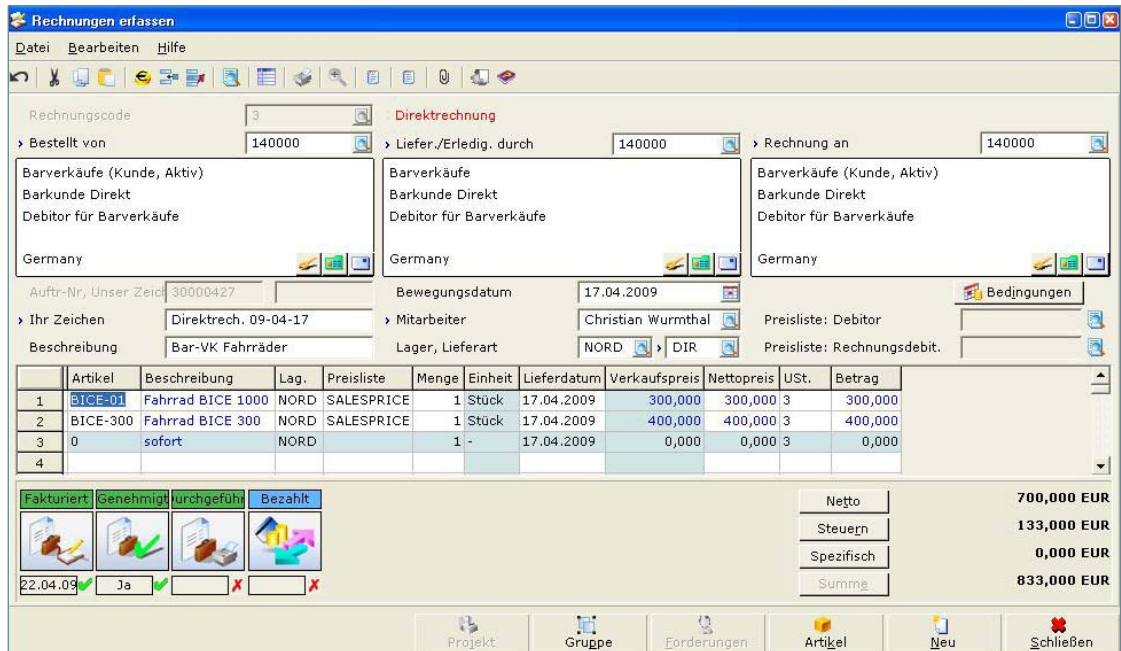 Rechnungen erfassen
Datei Bearbeiten Hilfe
Rechnungscode 3 Direktrechnung
Bestellt von 140000 Liefer./Erledig. durch 140000 Rechnung an 140000
Barverkäufe (Kunde, Aktiv) Barverkäufe Barverkäufe (Kunde, Aktiv)
Barkunde Direkt Barkunde Direkt Barkunde Direkt
Debitor für Barverkäufe Debitor für Barverkäufe Debitor für Barverkäufe
Germany Germany Germany
Auftr-Nr, Unser Zeich 30000427 Bewegungsdatum 17.04.2009 Bedingungen
Ihr Zeichen Direktrech. 09-04-17 Mitarbeiter Christian Wurmthal Preisliste: Debitor
Beschreibung Bar-VK Fahrräder Lager, Lieferart NORD DIR Preisliste: Rechnungsdebit.
Artikel Beschreibung Lag. Preisliste Menge Einheit Lieferdatum Verkaufspreis Nettopreis USt. Betrag
1 BICE-01 Fahrrad BICE 1000 NORD SALESPRICE 1 Stück 17.04.2009 300,000 300,000 3 300,000
2 BICE-300 Fahrrad BICE 300 NORD SALESPRICE 1 Stück 17.04.2009 400,000 400,000 3 400,000
3 0 sofort NORD 1 - 17.04.2009 0,000 0,000 3 0,000
4
Fakturiert Genehmigt urchgeführ Bezahlt
Netto 700,000 EUR
Steuern 133,000 EUR
Spezifisch 0,000 EUR
22.04.09 Ja Summe 833,000 EUR
Projekt Gruppe Forderungen Artikel Neu Schließen